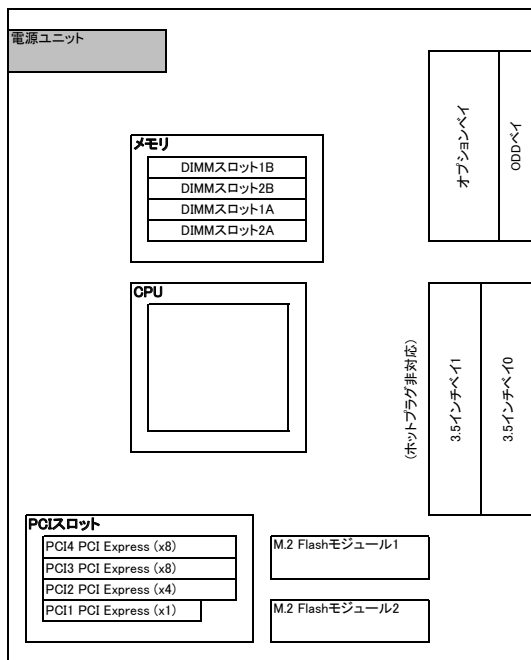 電源ユニット
オプションベイ
ODDベイ
メモリ
DIMMスロット1B
DIMMスロット2B
DIMMスロット1A
DIMMスロット2A
CPU
(ホットプラグ非対応)
3.5インチベイ1
3.5インチベイ0
PCIスロット
PCI4 PCI Express (x8)
PCI3 PCI Express (x8)
PCI2 PCI Express (x4)
PCI1 PCI Express (x1)
M.2 Flashモジュール1
M.2 Flashモジュール2